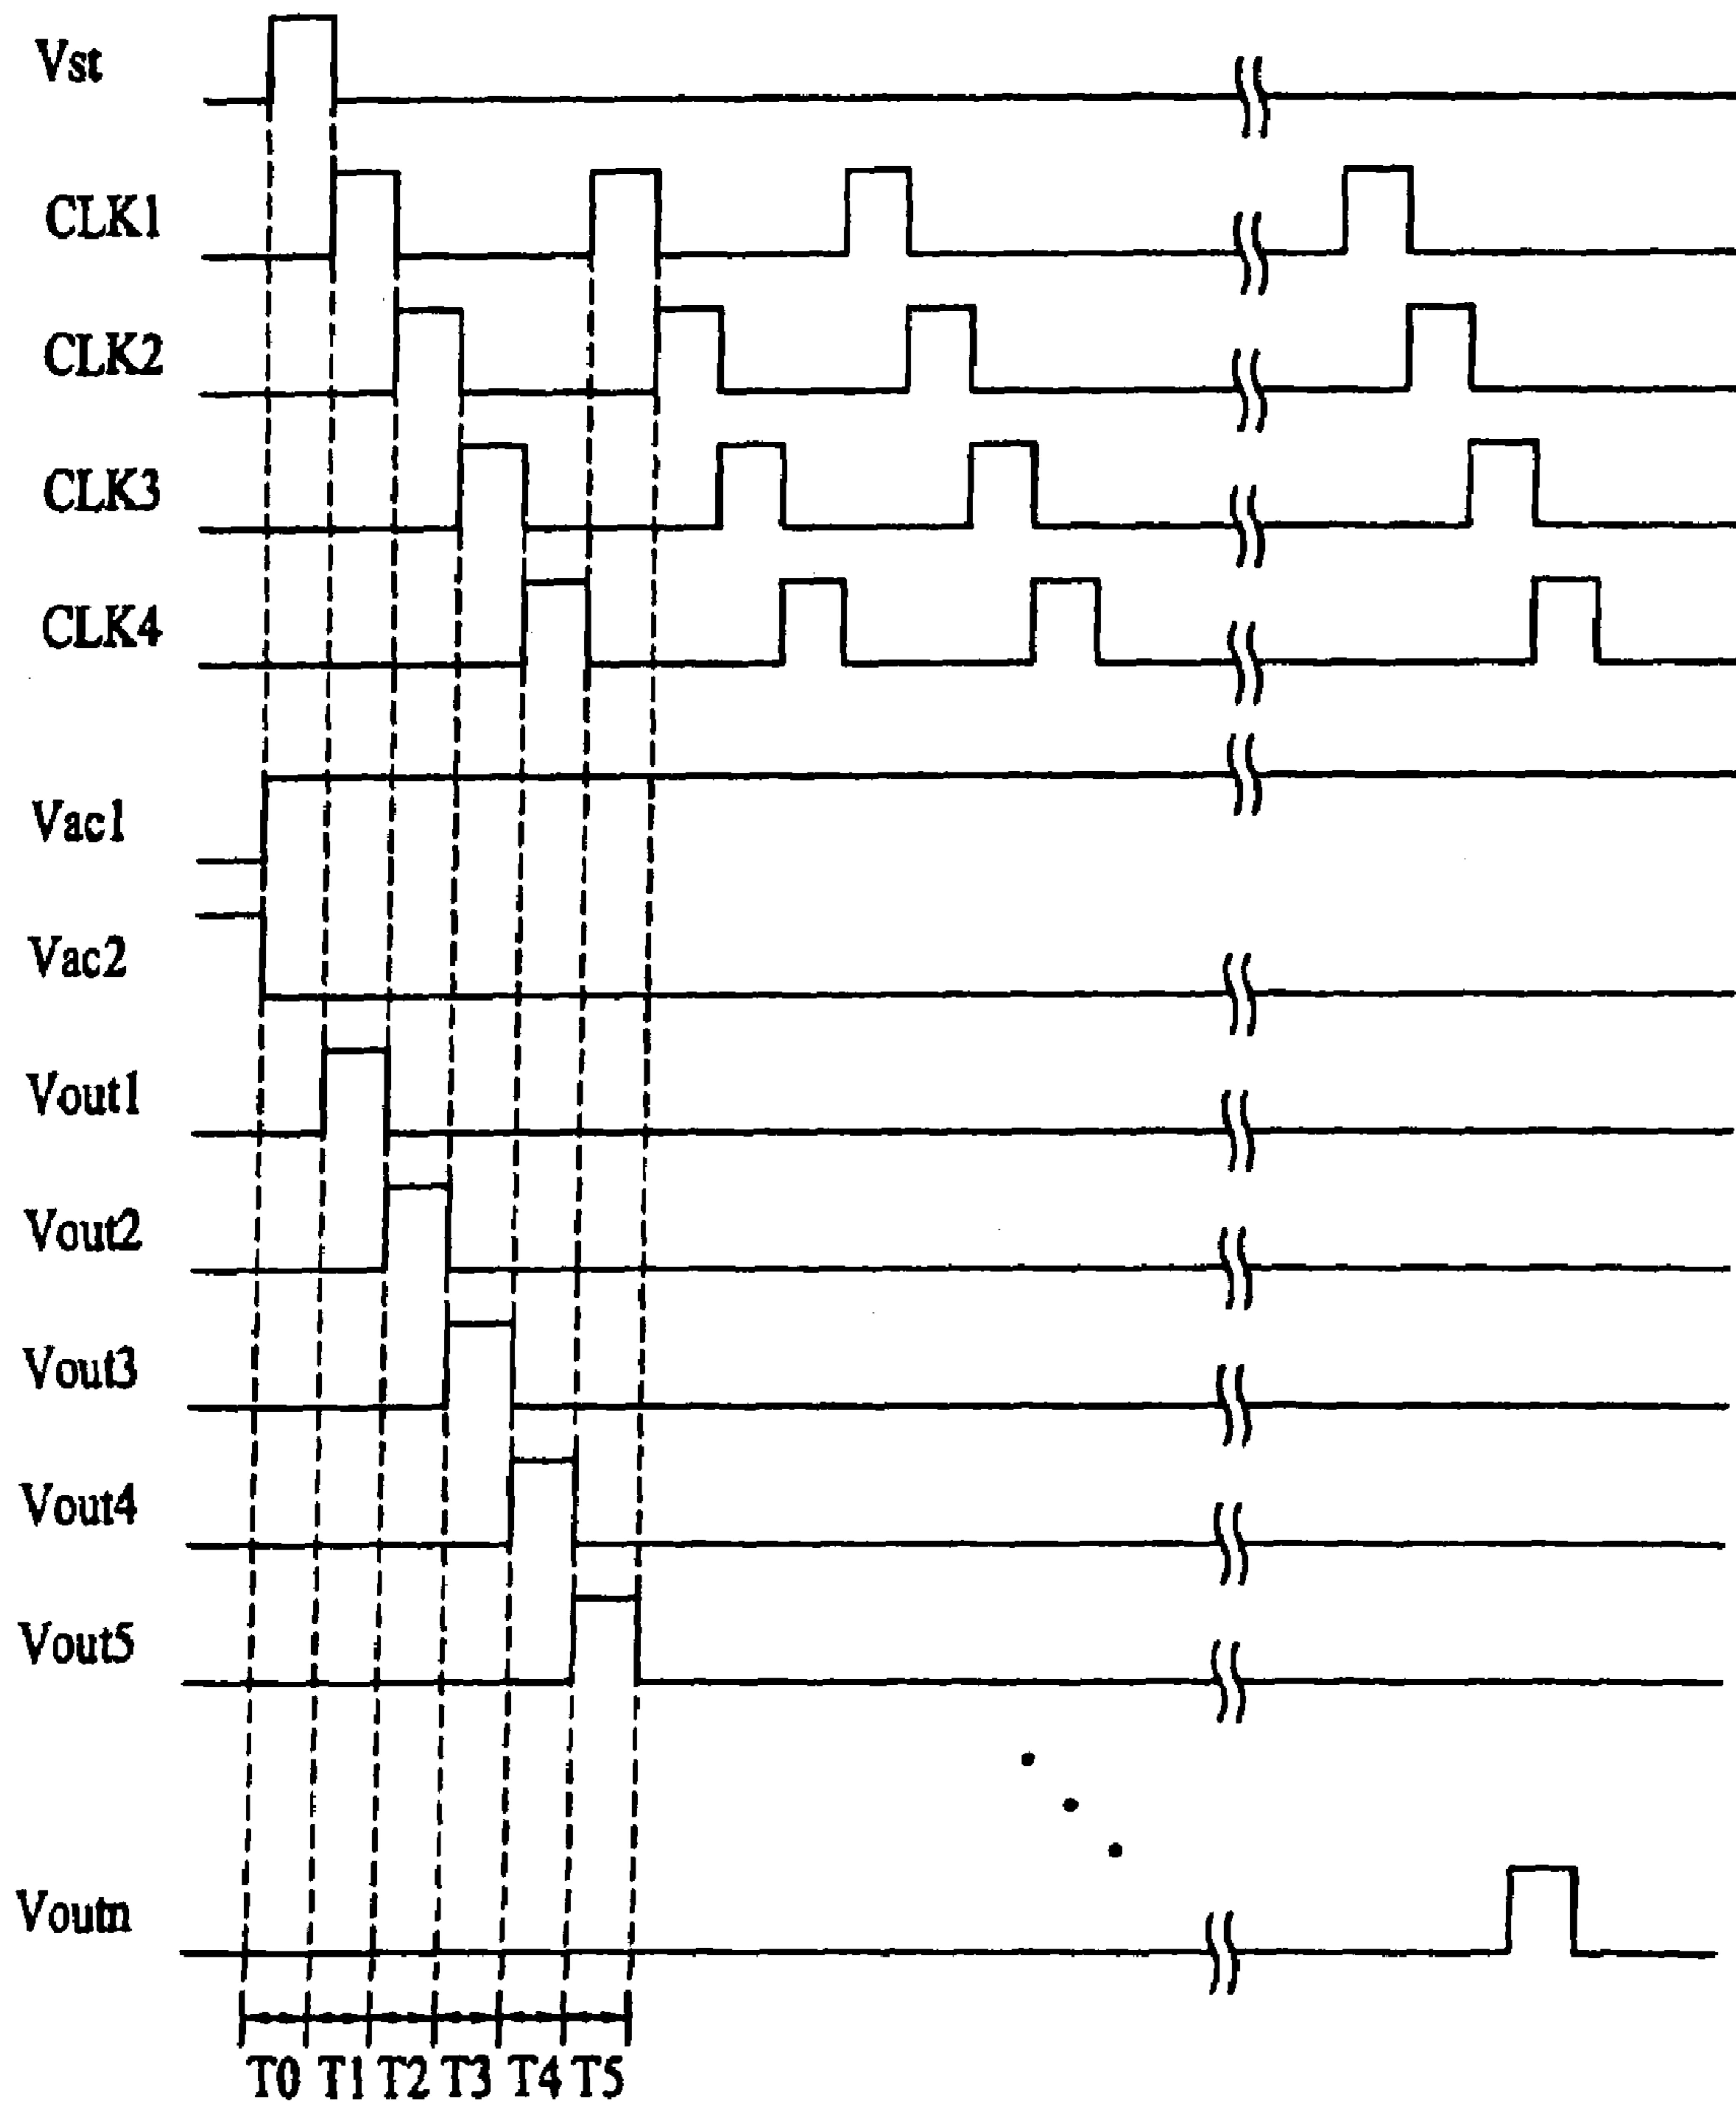 Vst
CLK1
CLK2
CLK3
CLK4
Vac1
Vac2
Vout1
Vout2
Vout3
Vout4
Vout5
Voutn
T0 T1 T2 T3 T4 T5